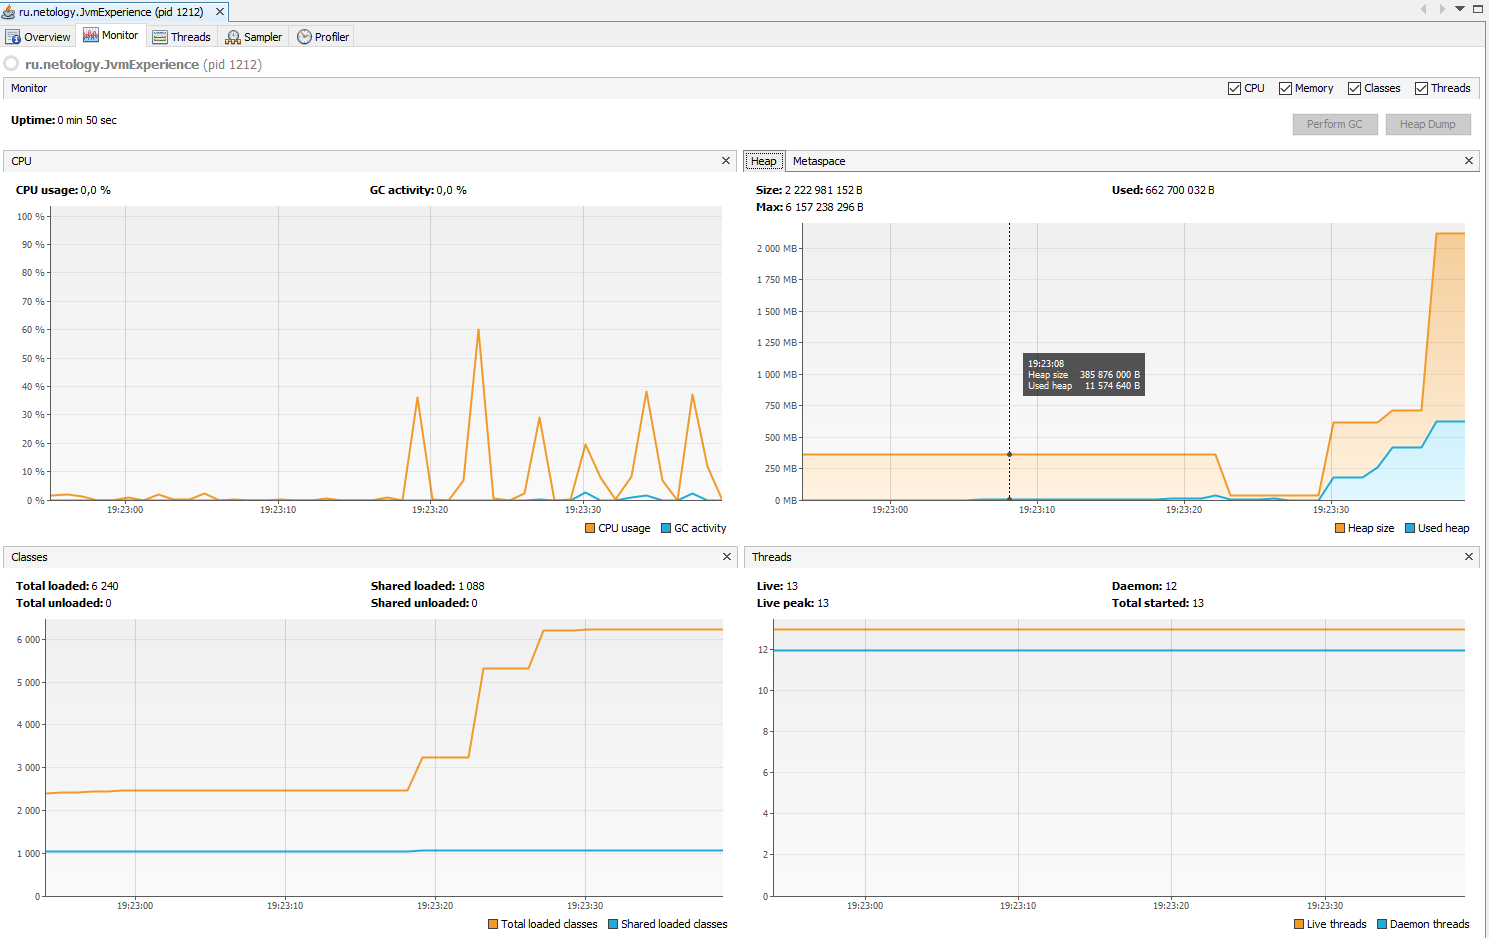 ru.netology.JvmExperience (pid 1212)
Overview Monitor Threads Sampler Profiler
ru.netology.JvmExperience (pid 1212)
Monitor CPU Memory Classes Threads
Uptime: 0 min 50 sec
Perform GC Heap Dump
CPU
CPU usage: 0,0 % GC activity: 0,0 %
100 %
90 %
80 %
70 %
60 %
50 %
40 %
30 %
20 %
10 %
0 %
19:23:00 19:23:10 19:23:20 19:23:30
CPU usage GC activity
Heap Metaspace
Size: 2 222 981 152 B Used: 662 700 032 B
Max: 6 157 238 296 B
2 000 MB
1 750 MB
1 500 MB
1 250 MB
1 000 MB
750 MB
500 MB
250 MB
0 MB
19:23:08
Heap size 385 876 000 B
Used heap 11 574 640 B
19:23:00 19:23:10 19:23:20 19:23:30
Heap size Used heap
Classes
Total loaded: 6 240 Shared loaded: 1 088
Total unloaded: 0 Shared unloaded: 0
6 000
5 000
4 000
3 000
2 000
1 000
0
19:23:00 19:23:10 19:23:20 19:23:30
Total loaded classes Shared loaded classes
Threads
Live: 13 Daemon: 12
Live peak: 13 Total started: 13
12
10
8
6
4
2
0
19:23:00 19:23:10 19:23:20 19:23:30
Live threads Daemon threads